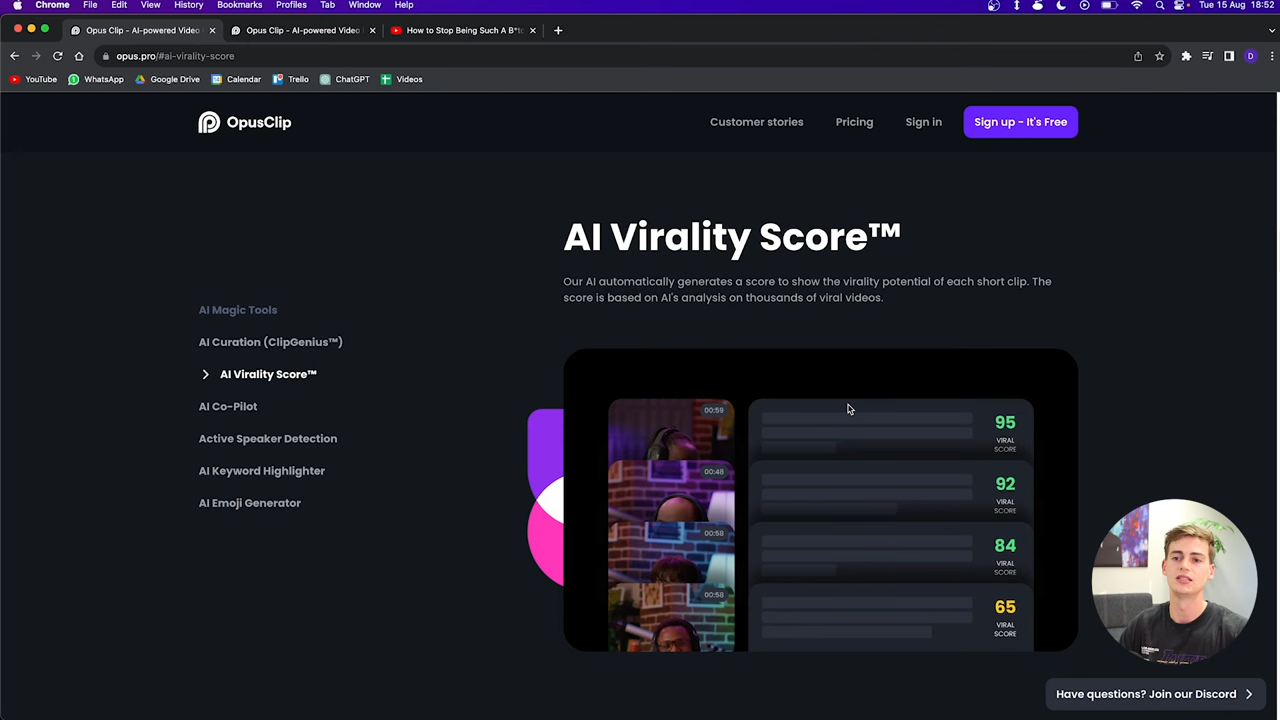 Chrome File Edit View History Bookmarks Profiles Tab Window Help
Tue 15 Aug 18:52
Opus Clip - AI-powered Video
Opus Clip - AI-powered Video
How to Stop Being Such A B*tc
opus.pro/#ai-virality-score
D
YouTube WhatsApp Google Drive Calendar Trello ChatGPT Videos
OpusClip
Customer stories
Pricing
Sign in
Sign up - It's Free
AI Virality Score™
Our AI automatically generates a score to show the virality potential of each short clip. The
score is based on AI's analysis on thousands of viral videos.
AI Magic Tools
AI Curation (ClipGenius™)
AI Virality Score™
AI Co-Pilot
Active Speaker Detection
AI Keyword Highlighter
AI Emoji Generator
00:59
95
VIRAL
SCORE
00:48
92
VIRAL
SCORE
00:58
84
VIRAL
SCORE
00:58
65
VIRAL
SCORE
Have questions? Join our Discord